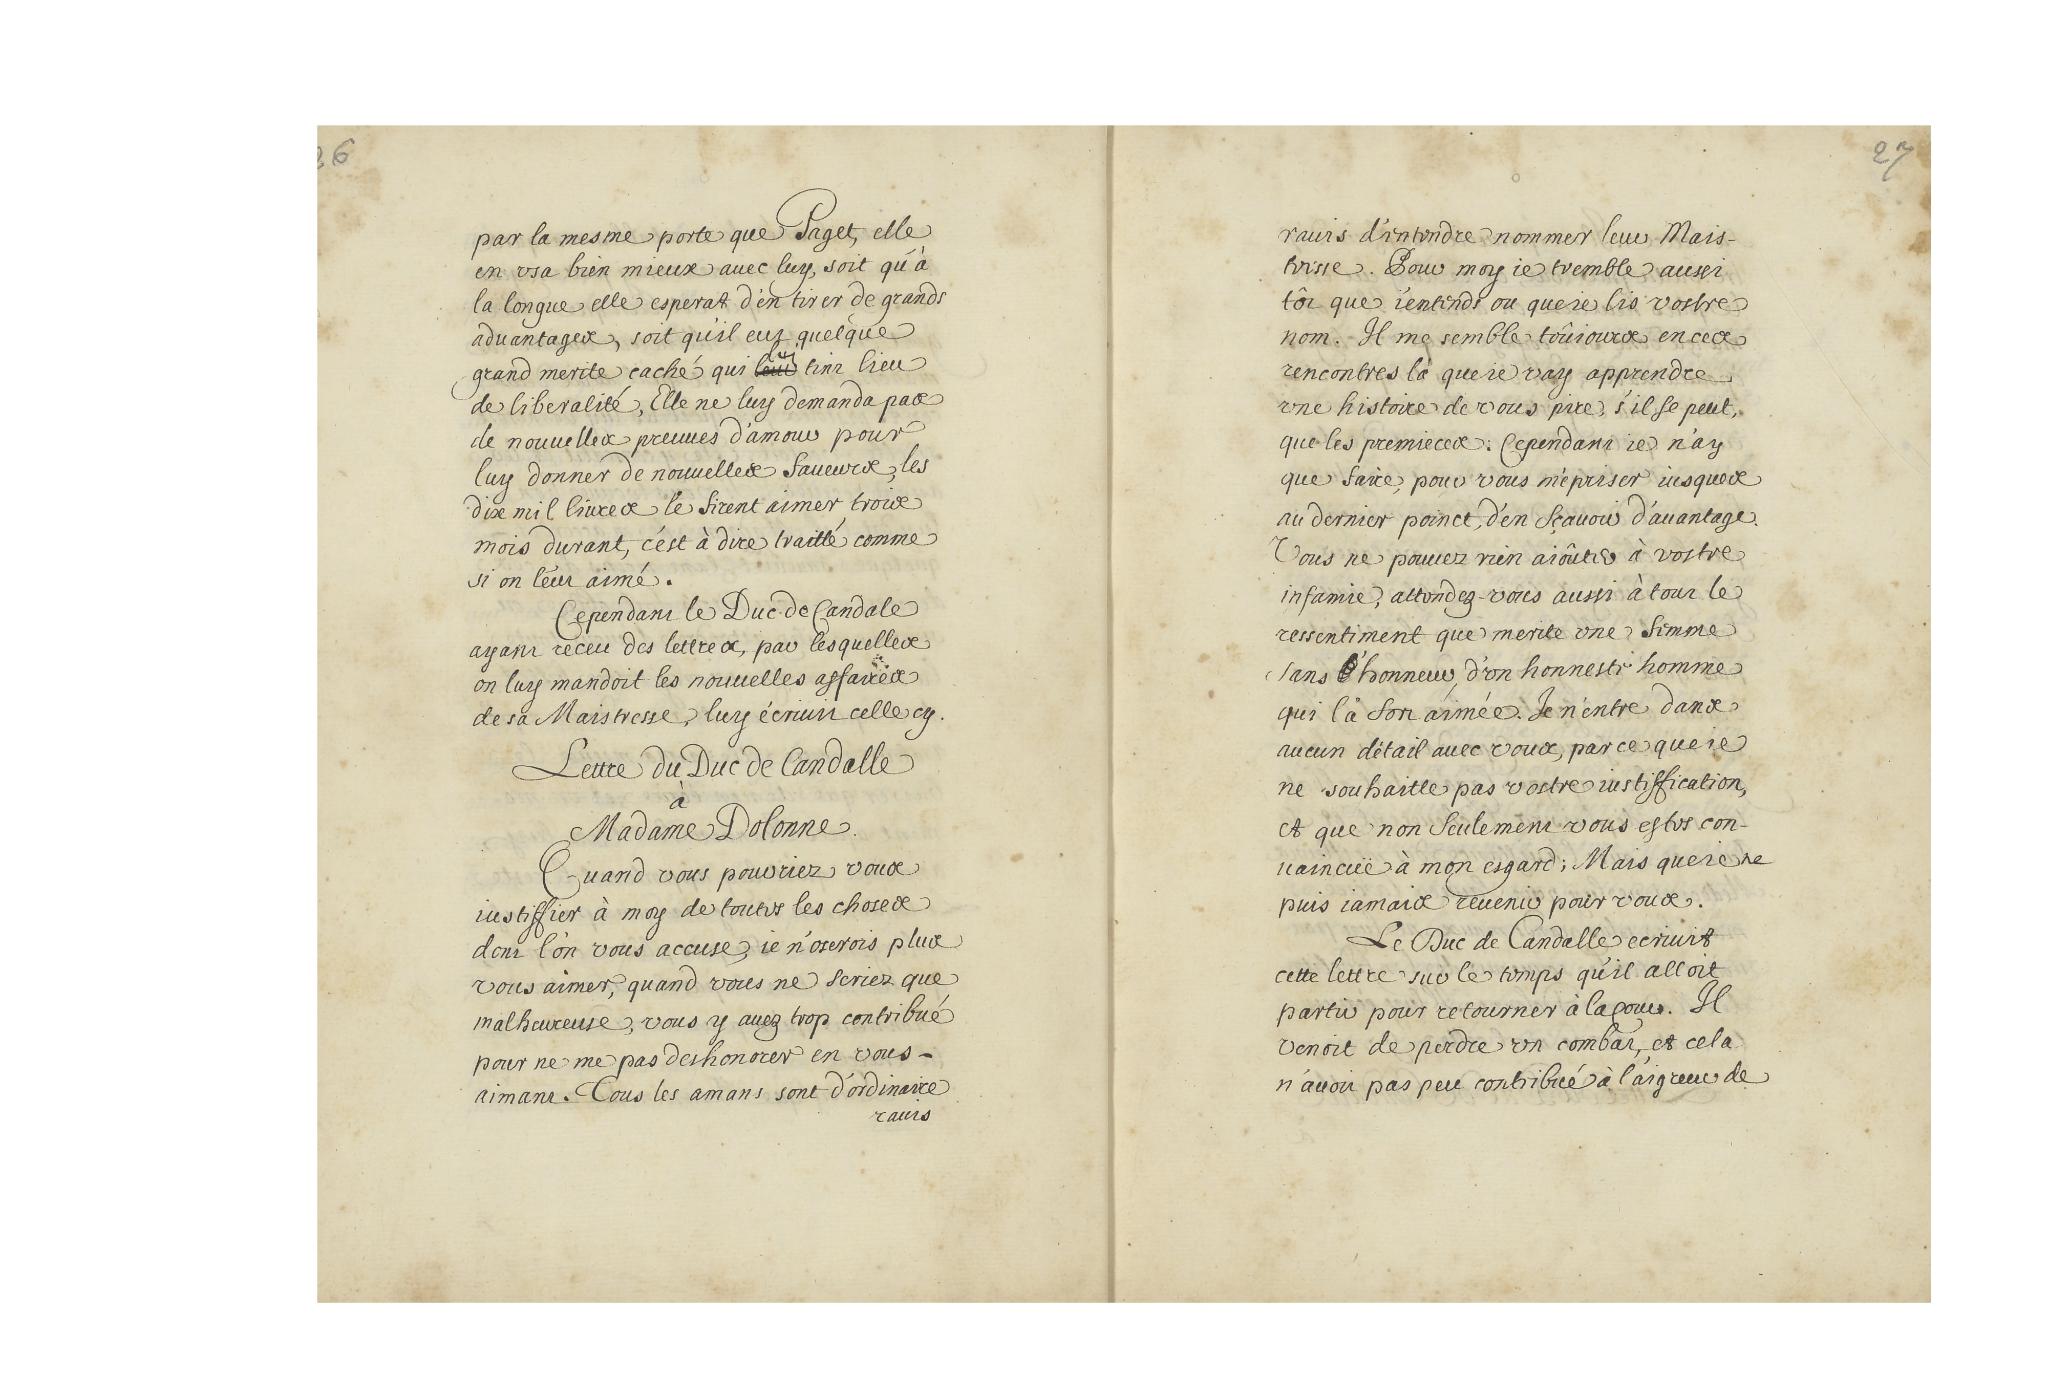 26
par la mesme porte que Paget, elle
en vsa bien mieux auec luy, soit qu'à
la longue elle esperat d'en tirer de grands
aduantages, soit qu'il eut quelque
grand merite caché qui luy tint lieu
de liberalité, Elle ne luy demanda pas
de nouuelles preuues d'amour pour
luy donner de nouuelles faueurs, les
dix mil liures le firent aimer trois
mois durant, c'est à dire traitté comme
si on l'eut aimé.
Cependant le Duc de Candale
ayant receu des lettres, par lesquelles
on luy mandoit les nouuelles affaires
de sa Maistresse, luy écriuit celle cy.
Lettre du Duc de Candalle
à
Madame Dolonne.
Quand vous pouvriez vous
iustiffier à moy de toutes les choses
dont l'on vous accuse, ie n'oserois plus
vous aimer, quand vous ne seriez que
malheureuse, vous y auez trop contribué
pour ne me pas deshonorer en vous-
aimant. Tous les amans sont d'ordinaire
rauis
27
rauis d'entendre nommer leur Mais-
tresse. Pour moy ie tremble aussi
tôt que i'entends ou que ie lis vostre
nom. Il me semble toûiours en ces
rencontres là que ie vay apprendre
vne histoire de vous pire, s'il se peut,
que les premieres: Cependant ie n'ay
que faire, pour vous mépriser iusques
au dernier poinct, d'en sçauoir d'auantage.
Vous ne pouuez rien aioûter à vostre
infamie, attendez-vous aussi à tout le
ressentiment que merite vne femme
sans honneur, d'vn honneste homme
qui l'a fort aimée. Je n'entre dans
aucun détail auec vous, parce que ie
ne souhaitte pas vostre iustiffication,
et que non seulement vous estes con-
uaincüe à mon esgard; Mais que ie ne
puis iamais reuenir pour vous.
Le Duc de Candalle ecriuit
cette lettre sur le temps qu'il alloit
partir pour retourner à la Cour. Il
venoit de perdre vn combat, et cela
n'auoit pas peu contribué à l'aigreur de